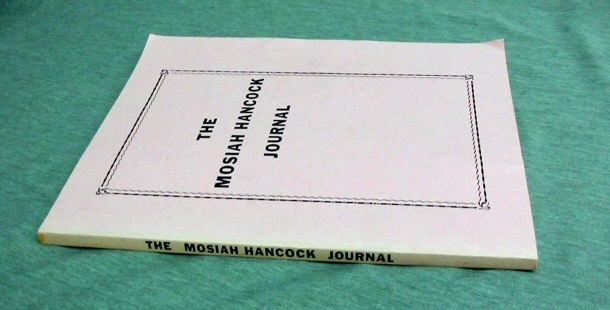 THE
MOSIAH HANCOCK
JOURNAL
THE MOSIAH HANCOCK JOURNAL